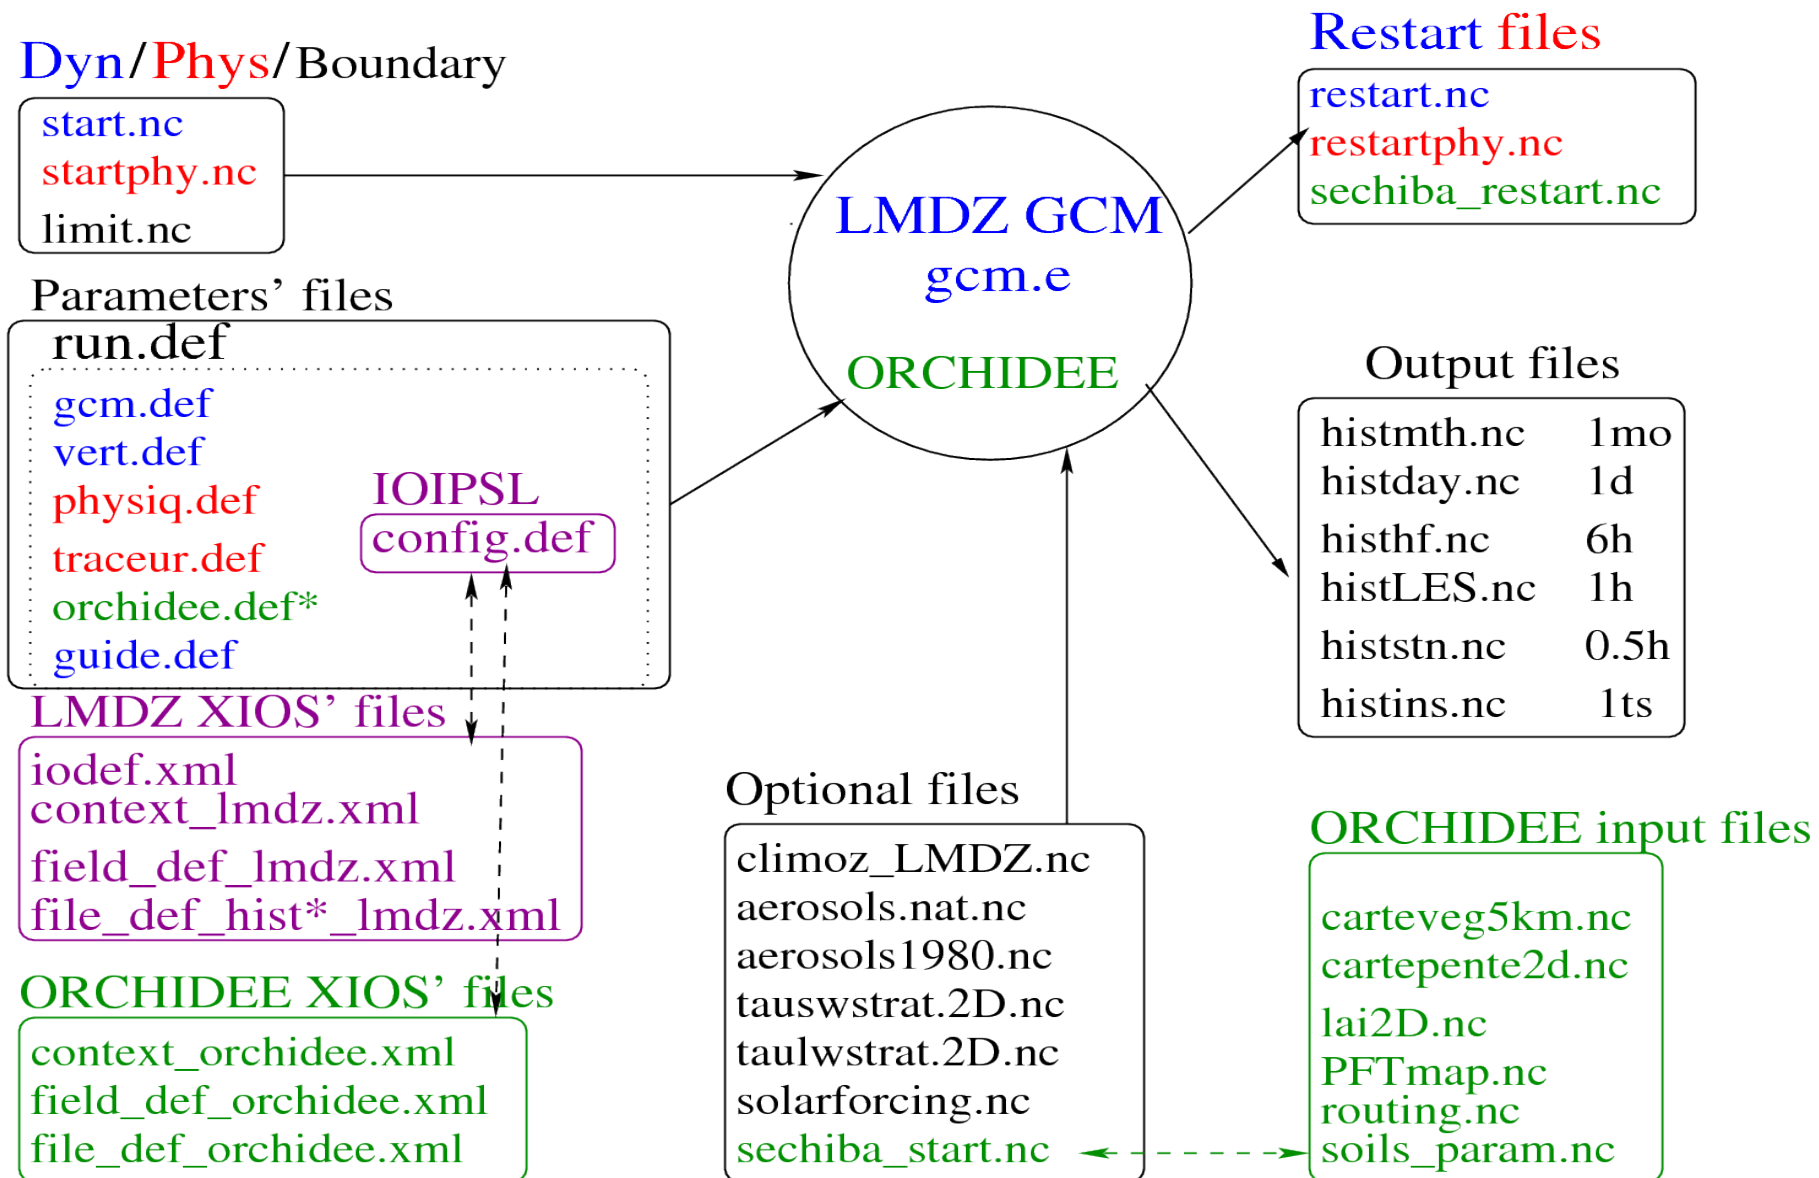 Dyn/Phys/Boundary
start.nc
startphy.nc
limit.nc
Parameters' files
run.def
gcm.def
vert.def
physiq.def
traceur.def
orchidee.def*
guide.def
IOIPSL
config.def
LMDZ XIOS' files
iodef.xml
context_lmdz.xml
field_def_lmdz.xml
file_def_hist*_lmdz.xml
ORCHIDEE XIOS' files
context_orchidee.xml
field_def_orchidee.xml
file_def_orchidee.xml
LMDZ GCM
gcm.e
ORCHIDEE
Optional files
climoz_LMDZ.nc
aerosols.nat.nc
aerosols1980.nc
tauswstrat.2D.nc
taulwstrat.2D.nc
solarforcing.nc
sechiba_start.nc
Restart files
restart.nc
restartphy.nc
sechiba_restart.nc
Output files
histmth.nc 1mo
histday.nc 1d
histhf.nc 6h
histLES.nc 1h
histstn.nc 0.5h
histins.nc 1ts
ORCHIDEE input files
carteveg5km.nc
cartepente2d.nc
lai2D.nc
PFTmap.nc
routing.nc
soils_param.nc